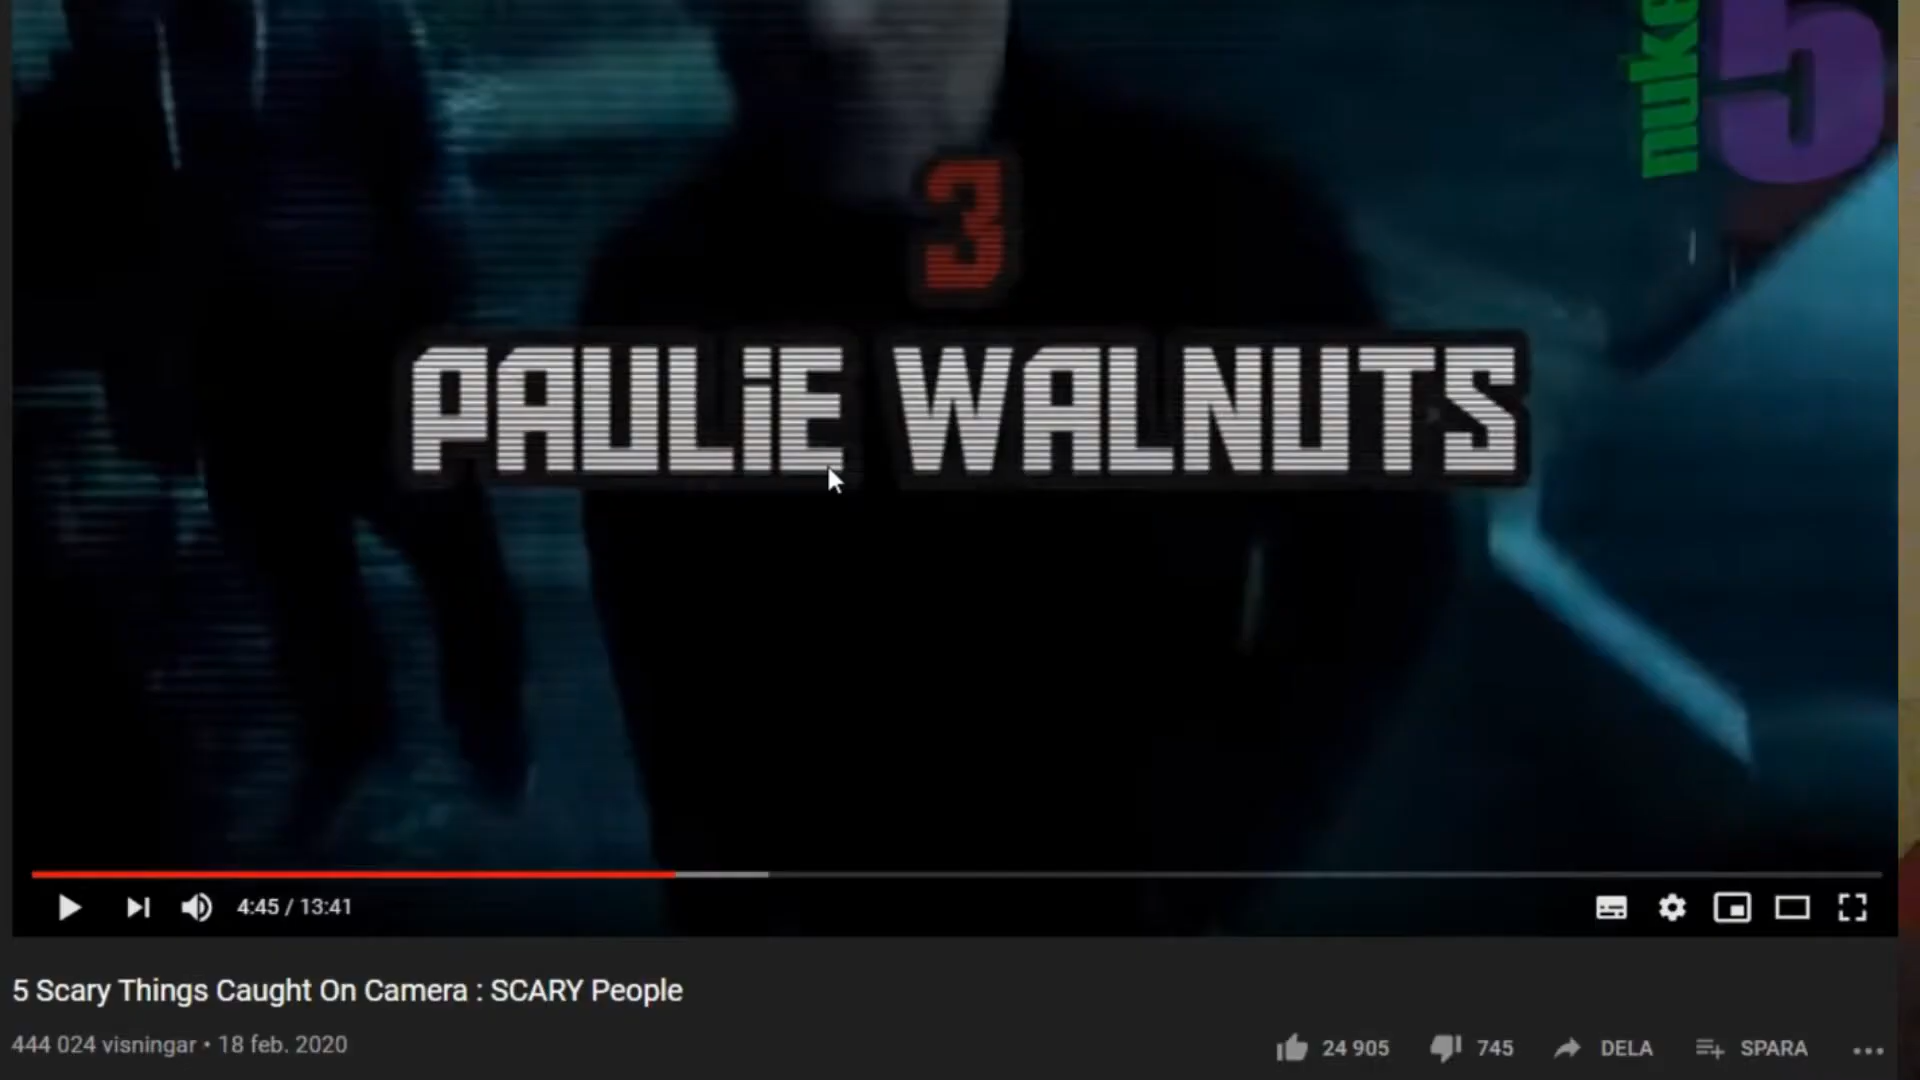 nuke
5
3
PAULIE WALNUTS
4:45 / 13:41
5 Scary Things Caught On Camera : SCARY People
444 024 visningar • 18 feb. 2020
24 905
745
DELA
SPARA